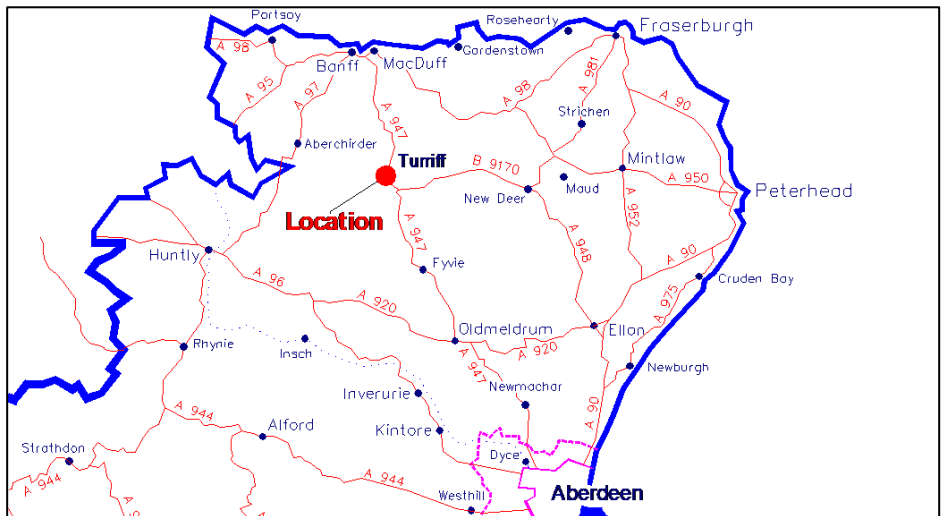 Portsoy
Rosehearty
Fraserburgh
A 98
Gardenstown
Banff
MacDuff
A 95
A 97
A 98
A 981
A 90
A 947
Strichen
Aberchirder
Turriff
B 9170
Mintlaw
Maud
A 950
New Deer
Peterhead
Location
A 952
A 947
A 948
Huntly
Fyvie
A 90
A 96
Cruden Bay
A 975
A 920
Oldmeldrum
Ellon
Rhynie
Insch
A 920
A 947
Newburgh
Newmachar
Inverurie
A 90
A 944
Alford
Kintore
Strathdon
Dyce
A 944
A 944
Westhill
Aberdeen